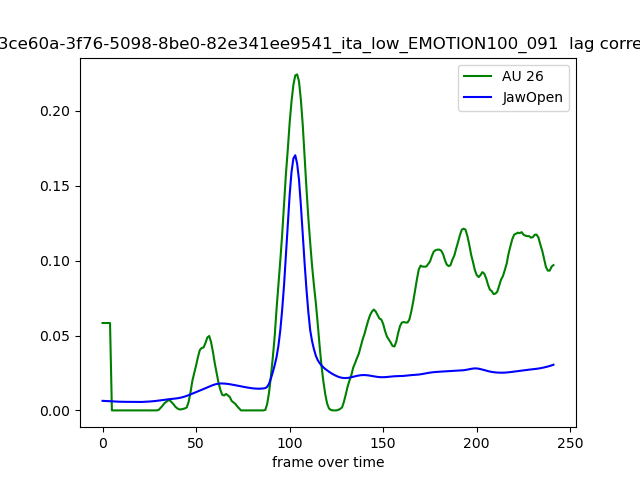 3ce60a-3f76-5098-8be0-82e341ee9541_ita_low_EMOTION100_091 lag corre
AU 26
JawOpen
0.20
0.15
0.10
0.05
0.00
0 50 100 150 200 250
frame over time